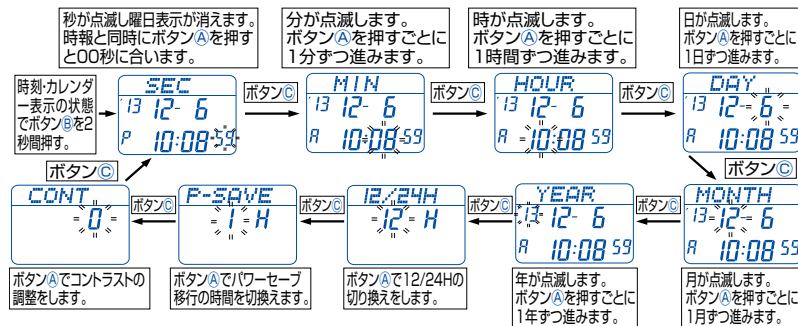 秒が点滅し曜日表示が消えます。
時報と同時にボタンⒶを押す
と00秒に合います。
分が点滅します。
ボタンⒶを押すごとに
1分ずつ進みます。
時が点滅します。
ボタンⒶを押すごとに
1時間ずつ進みます。
日が点滅します。
ボタンⒶを押すごとに
1日ずつ進みます。
時刻・カレンダ
ー表示の状態
でボタンⒷを2
秒間押す。
SEC
'13 12- 6
P 10:08 59
ボタンⒸ
MIN
'13 12- 6
A 10:08 59
ボタンⒸ
HOUR
'13 12- 6
A 10:08 59
ボタンⒸ
DAY
'13 12- 6
A 10:08 59
ボタンⒸ
ボタンⒸ
CONT
0
ボタンⒸ
P-SAVE
1 H
ボタンⒸ
12/24H
12 H
ボタンⒸ
YEAR
'13 12- 6
A 10:08 59
ボタンⒸ
MONTH
'13 12- 6
A 10:08 59
ボタンⒶでコントラストの
調整をします。
ボタンⒶでパワーセーブ
移行の時間を切換えます。
ボタンⒶで12/24Hの
切り換えをします。
年が点滅します。
ボタンⒶを押すごとに
1年ずつ進みます。
月が点滅します。
ボタンⒶを押すごとに
1月ずつ進みます。